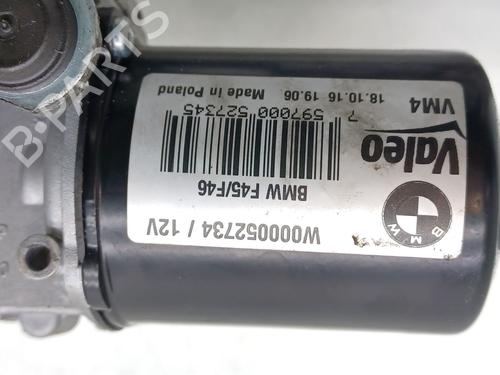 Valeo
VM4
18.10.16 19.06
Made in Poland
7 597000 527345
BMW F45/F46
W000052734 / 12V
BMW
B-PARTS